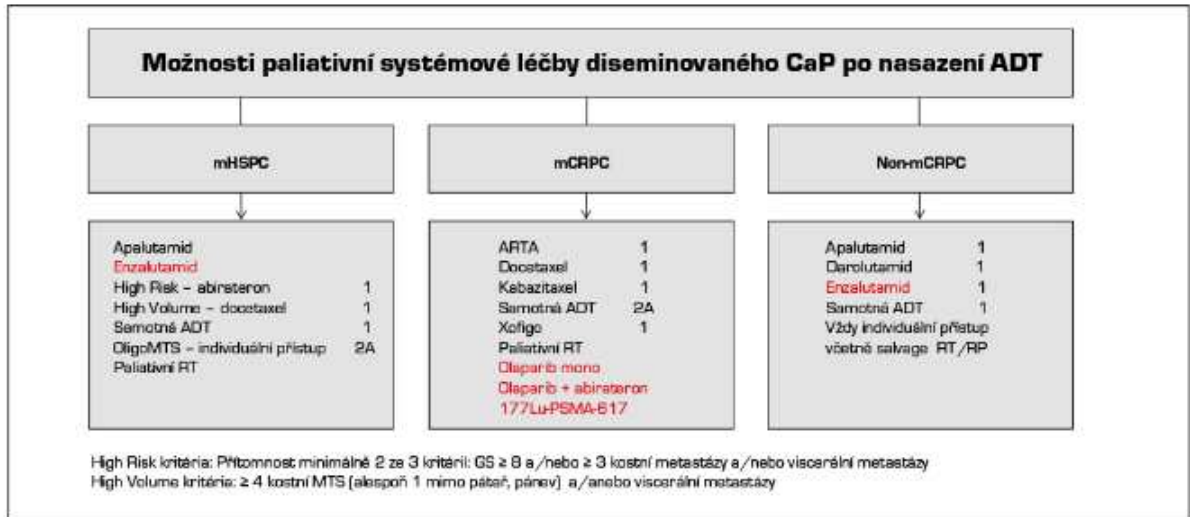 Možnosti paliativní systémové léčby diseminovaného CaP po nasazení ADT
mHSPC
Apalutamid
Enzalutamid
High Risk – abirateron 1
High Volume – docetaxel 1
Samotná ADT 1
OligoMTS – individuální přístup 2A
Paliativní RT
mCRPC
ARTA 1
Docetaxel 1
Kabazitaxel 1
Samotná ADT 2A
Xofigo 1
Paliativní RT
Olaparib mono
Olaparib + abirateron
177Lu-PSMA-617
Non-mCRPC
Apalutamid 1
Darolutamid 1
Enzalutamid 1
Samotná ADT 1
Vždy individuální přístup
včetně salvage RT/RP
High Risk kritéria: Přítomnost minimálně 2 ze 3 kritérií: GS ≥ 8 a/nebo ≥ 3 kostní metastázy a/nebo viscerální metastázy
High Volume kritéria: ≥ 4 kostní MTS (alespoň 1 mimo páteř, pánev) a/anebo viscerální metastázy